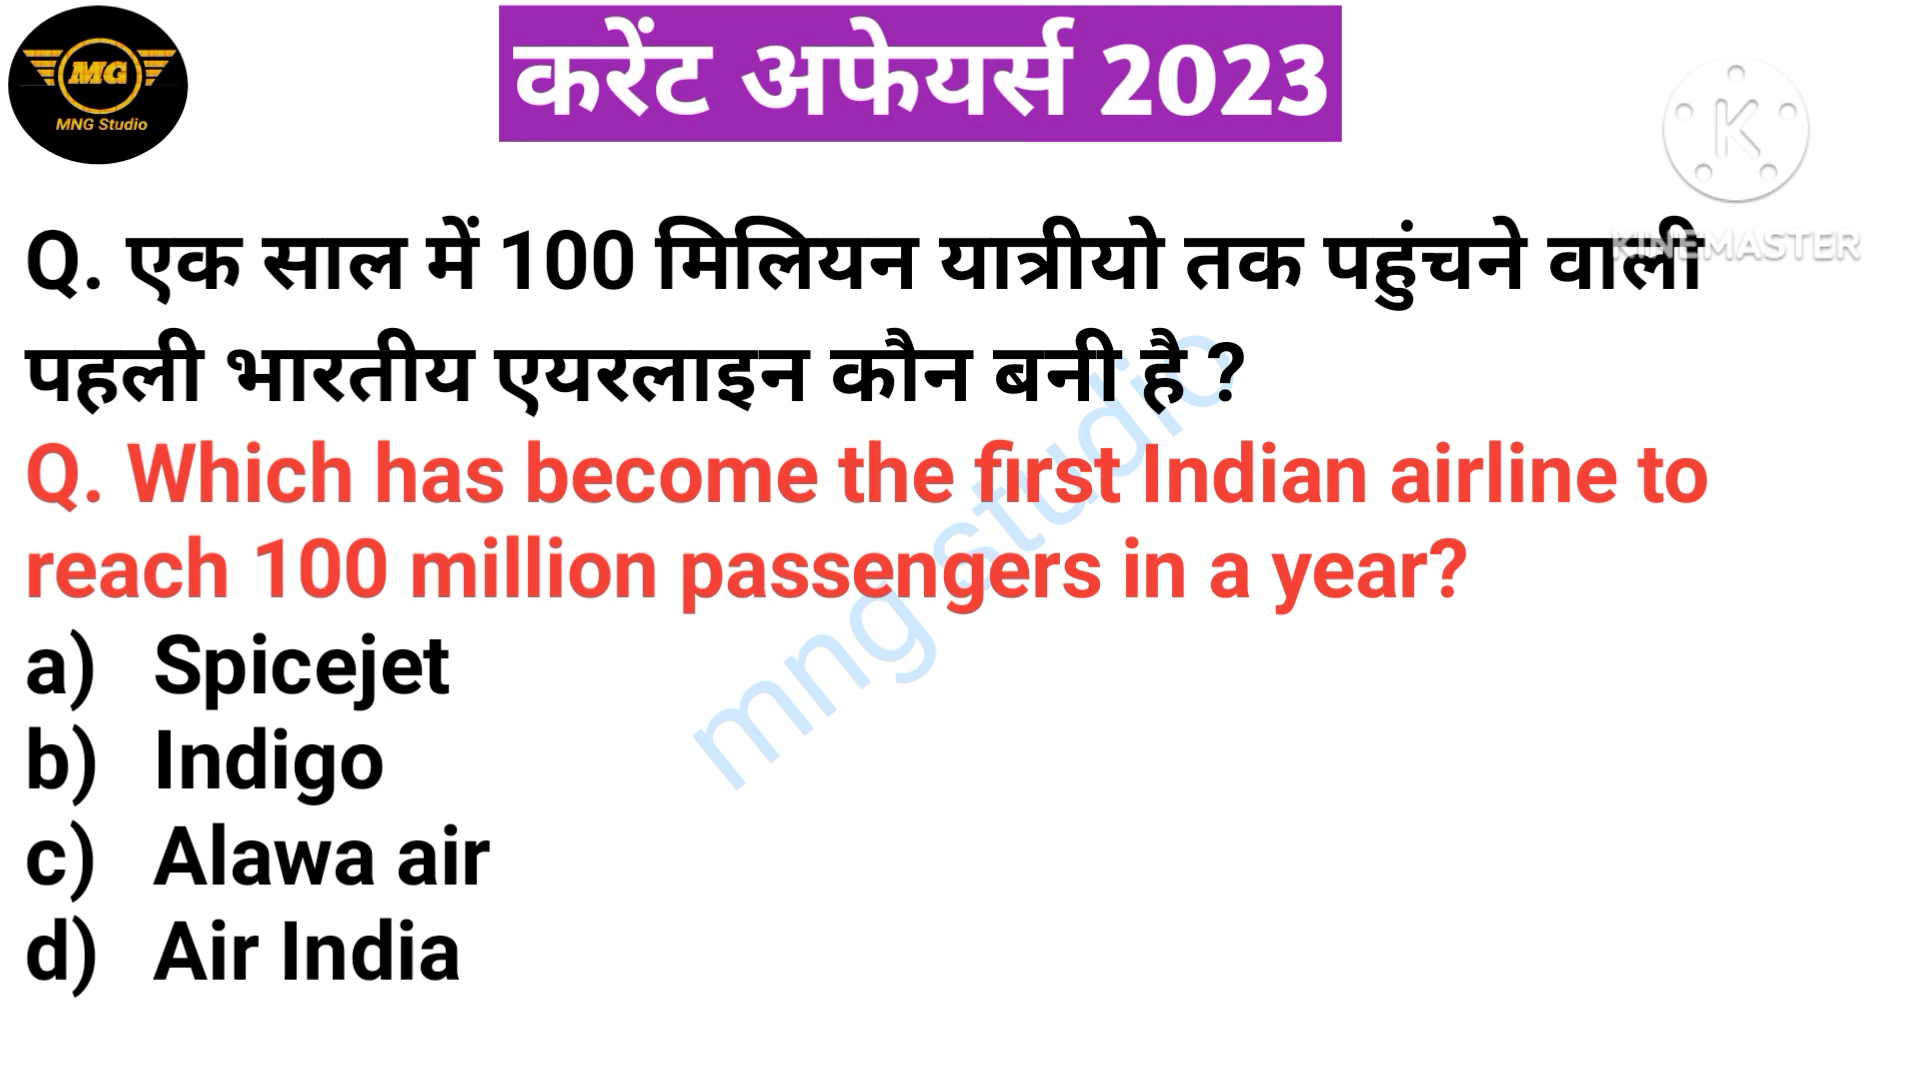 MG
MNG Studio
करेंट अफेयर्स 2023
K
KINEMASTER
Q. एक साल में 100 मिलियन यात्रीयो तक पहुंचने वाली
पहली भारतीय एयरलाइन कौन बनी है ?
Q. Which has become the first Indian airline to
reach 100 million passengers in a year?
a) Spicejet
b) Indigo
c) Alawa air
d) Air India
mng studio